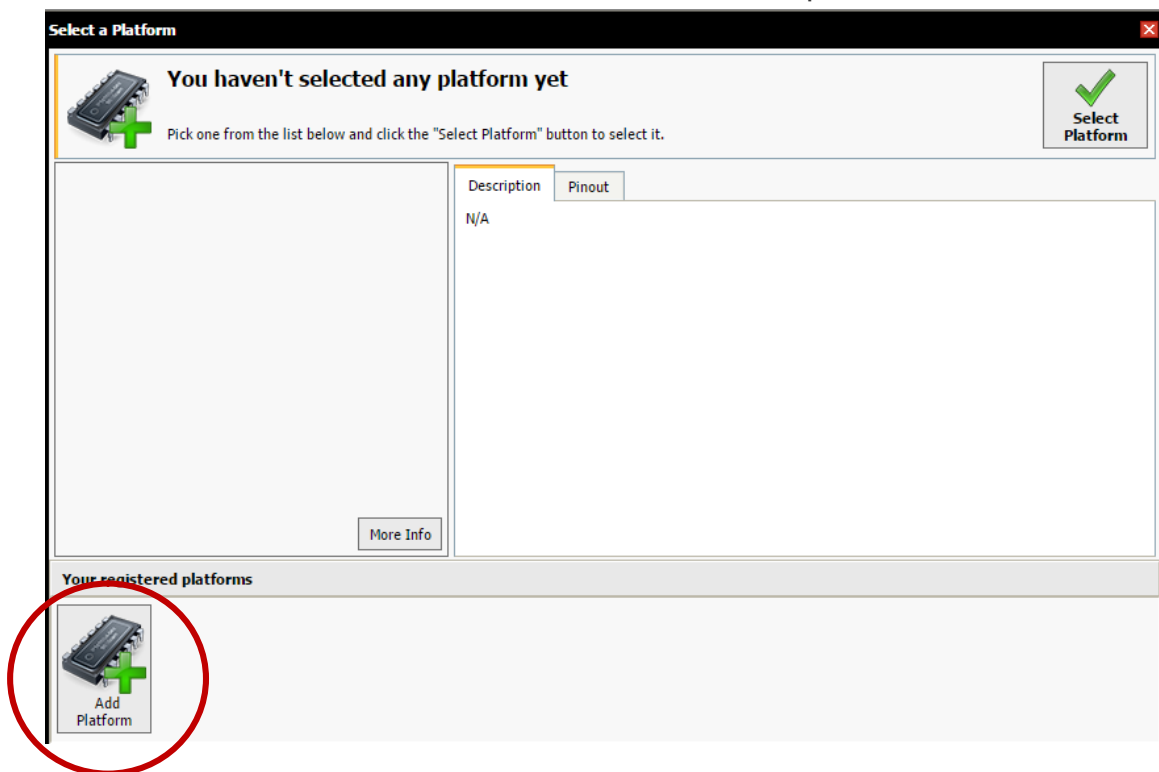 Select a Platform
You haven't selected any platform yet
Pick one from the list below and click the "Select Platform" button to select it.
Select
Platform
Description
Pinout
N/A
More Info
Your registered platforms
Add
Platform